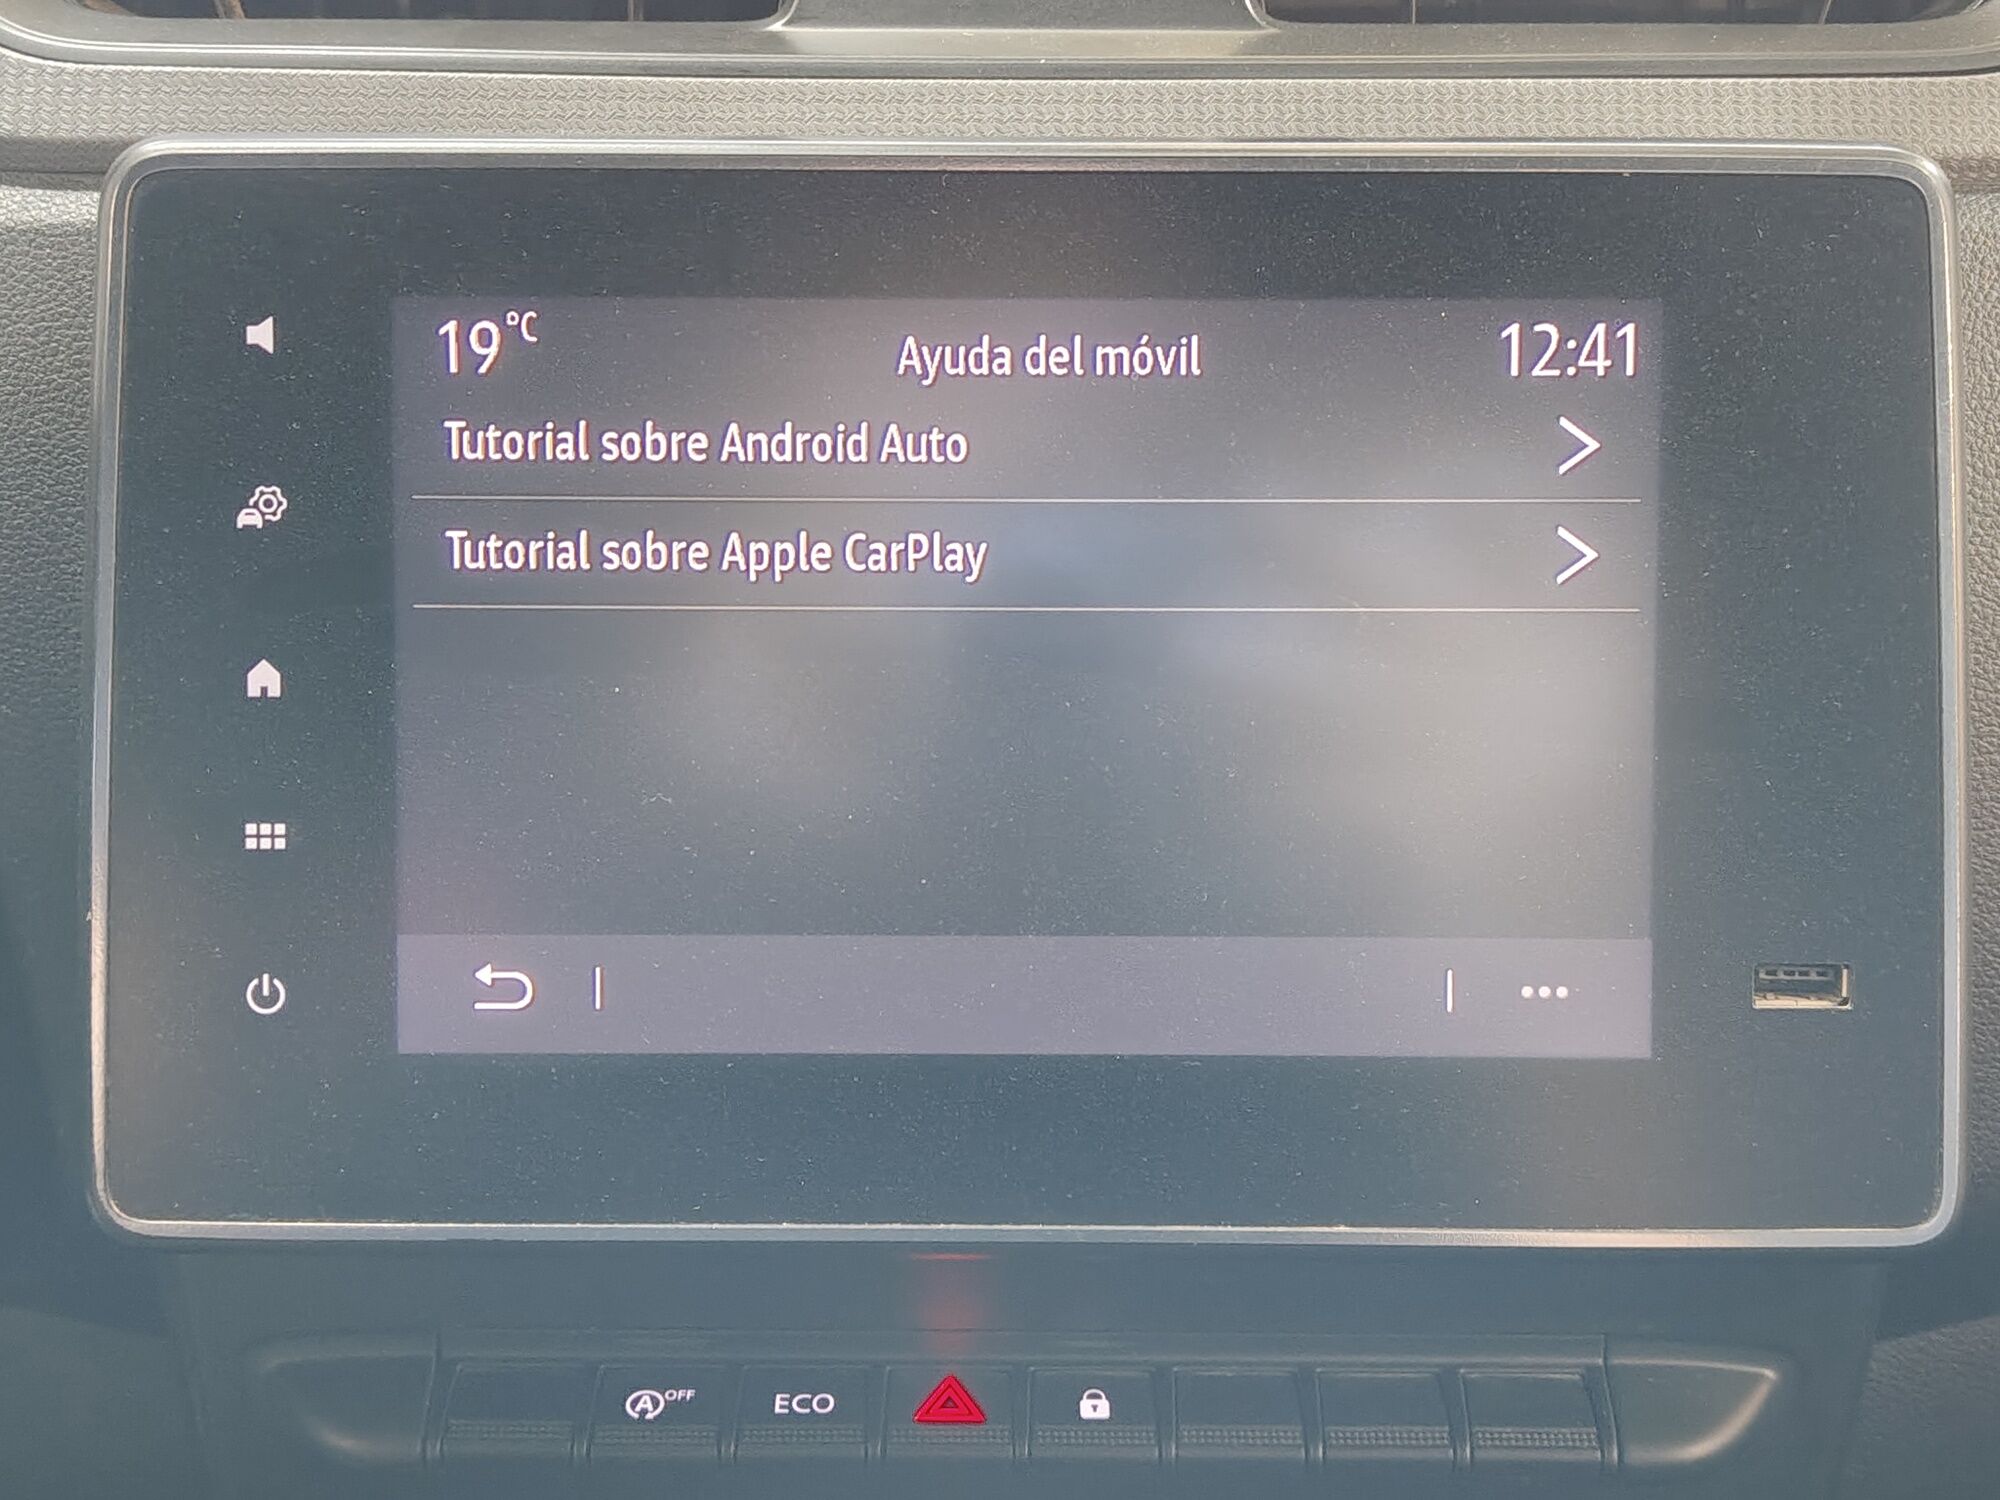 19 °C
Ayuda del móvil
12:41
Tutorial sobre Android Auto
Tutorial sobre Apple CarPlay
A OFF
ECO